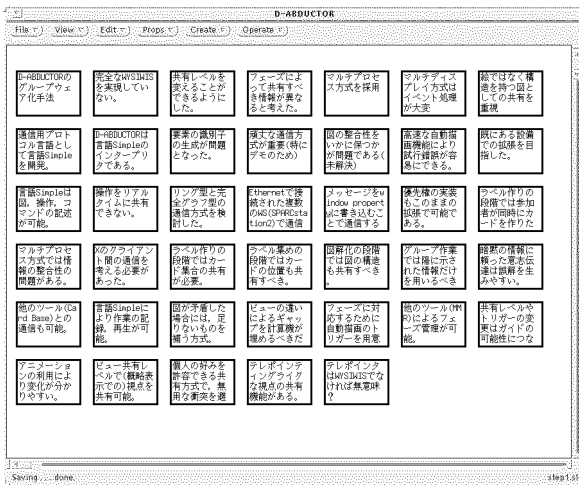 D-ABDUCTOR
File
View
Edit
Props
Create
Operate
D-ABDUCTORの
グループウェ
ア化手法
完全なWYSIWIS
を実現してい
ない。
共有レベルを
変えることが
できるように
した。
フェーズによ
って共有すべ
き情報が異な
ると考えた。
マルチプロセ
ス方式を採用
マルチディス
プレイ方式は
イベント処理
が大変
絵ではなく構
造を持つ図と
しての共有を
重視
通信用プロト
コル言語とし
て言語Simple
を開発。
D-ABDUCTORは
言語Simpleの
インタープリ
タである。
要素の識別子
の生成が問題
となった。
頑丈な通信方
式が重要(特に
デモのため)
図の整合性を
いかに保つか
が問題である(
未解決)
高速な自動描
画機能により
試行錯誤が容
易にできる。
既にある設備
での拡張を目
指した。
言語Simpleは
図，操作，コ
マンドの記述
が可能。
操作をリアル
タイムに共有
できない。
リング型と完
全グラフ型の
通信方式を検
討した。
Ethernetで接
続された複数
のWS(SPARCsta
tion2)で通信
メッセージをw
indow propert
yに書き込むこ
とで通信する
優先権の実装
もこのままの
拡張で可能で
ある。
ラベル作りの
段階では参加
者が同時にカ
ードを作りた
マルチプロセ
ス方式では情
報の整合性の
問題がある。
Xのクライアン
ト間の通信を
考える必要が
あった。
ラベル作りの
段階ではカー
ド集合の共有
が必要。
ラベル集めの
段階ではカー
ドの位置も共
有すべき。
図解化の段階
では図の構造
も共有すべき
。
グループ作業
では陽に示さ
れた情報だけ
を用いるべき
暗黙の情報に
頼った意志伝
達は誤解を生
みやすい。
他のツール(Ca
rd Base)との
通信も可能。
言語Simpleに
より作業の記
録，再生が可
能。
図が矛盾した
場合には，足
りないものを
補う方式。
ビューの違い
によるギャッ
プを計算機が
埋めるべきだ
フェーズに対
応するために
自動描画のト
リガーを用意
他のツール(MM
R)によるフェ
ーズ管理が可
能。
共有レベルや
トリガーの変
更はガイドの
可能性につな
アニメーショ
ンの利用によ
り変化が分か
りやすい。
ビュー共有レ
ベルで(概略表
示での)視点を
共有可能。
個人の好みを
許容できる共
有方式で，無
用な衝突を避
テレポインテ
ィングライク
な視点の共有
機能がある。
テレポインタ
はWYSIWISでな
ければ無意味
？
Saving ... done.
step1.sl